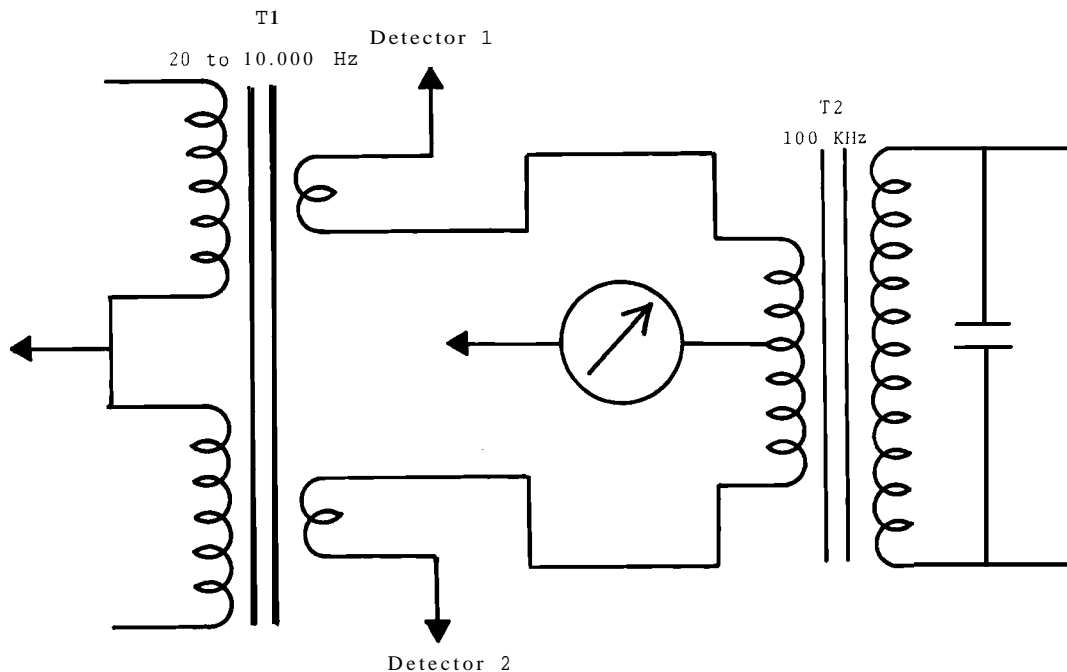 T1
20 to 10.000 Hz
Detector 1
T2
100 KHz
Detector 2